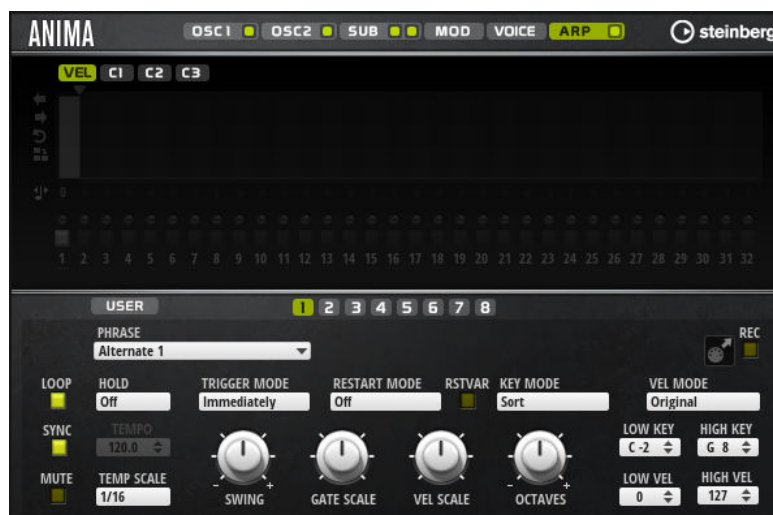 ANIMA OSC1 OSC2 SUB MOD VOICE ARP steinberg
VEL C1 C2 C3
0
1 2 3 4 5 6 7 8 9 10 11 12 13 14 15 16 17 18 19 20 21 22 23 24 25 26 27 28 29 30 31 32
USER 1 2 3 4 5 6 7 8
PHRASE REC
Alternate 1
LOOP HOLD TRIGGER MODE RESTART MODE RSTVAR KEY MODE VEL MODE
Off Immediately Off Sort Original
SYNC TEMPO LOW KEY HIGH KEY
120.0 C -2 G 8
MUTE TEMP SCALE LOW VEL HIGH VEL
1/16 - + SWING GATE SCALE VEL SCALE - + OCTAVES 0 127